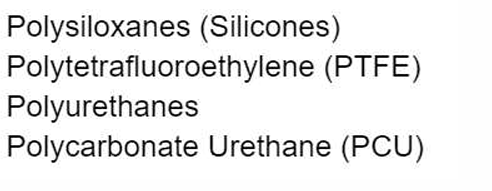 Polysiloxanes (Silicones)
Polytetrafluoroethylene (PTFE)
Polyurethanes
Polycarbonate Urethane (PCU)